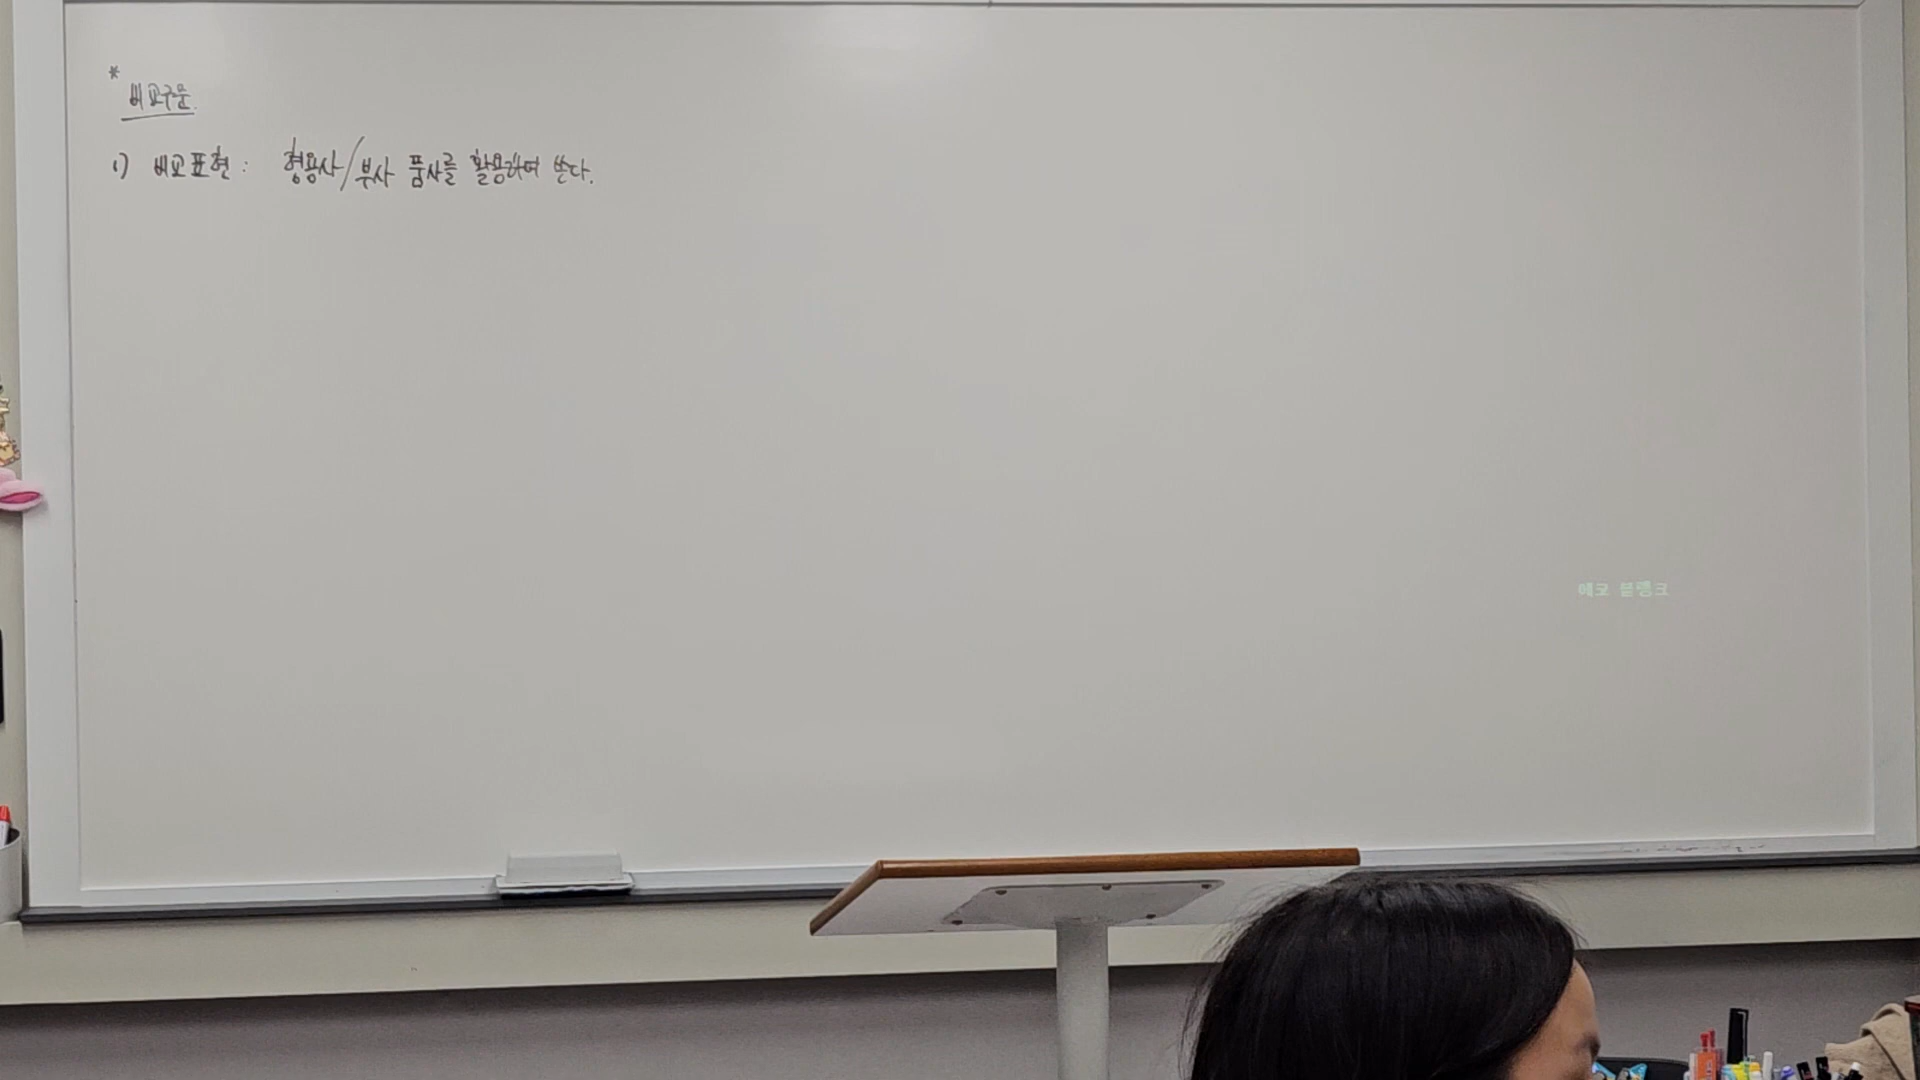 *
비교구문.
1) 비교표현 : 형용사/부사 품사를 활용하여 쓴다.
에코 블랭크